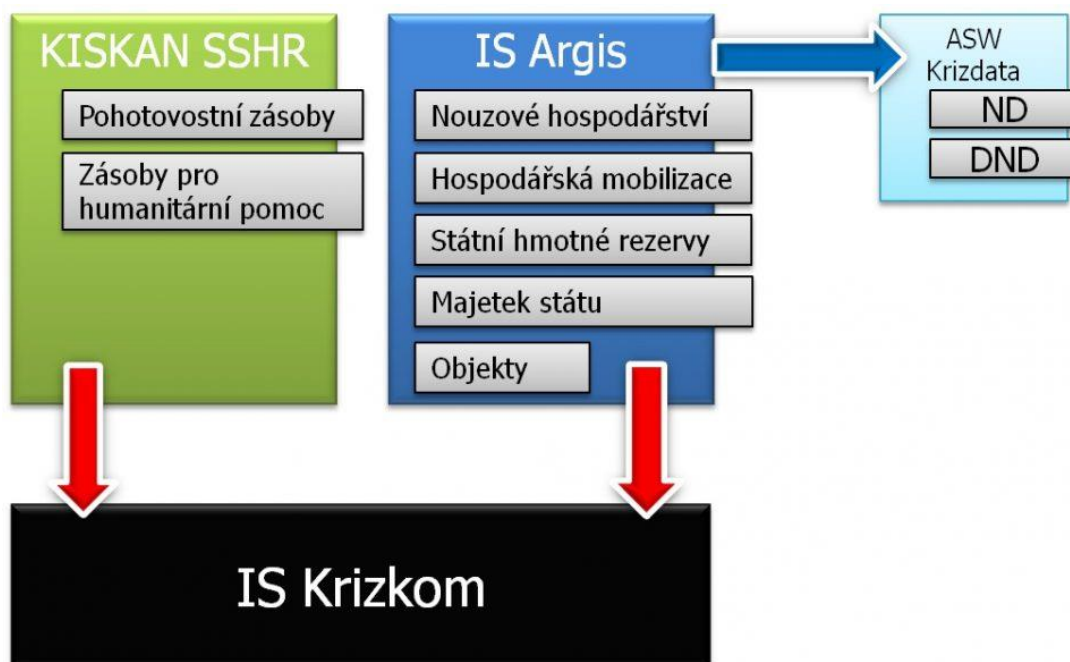 KISKAN SSHR
Pohotovostní zásoby
Zásoby pro
humanitární pomoc
IS Argis
Nouzové hospodářství
Hospodářská mobilizace
Státní hmotné rezervy
Majetek státu
Objekty
ASW
Krizdata
ND
DND
IS Krizkom